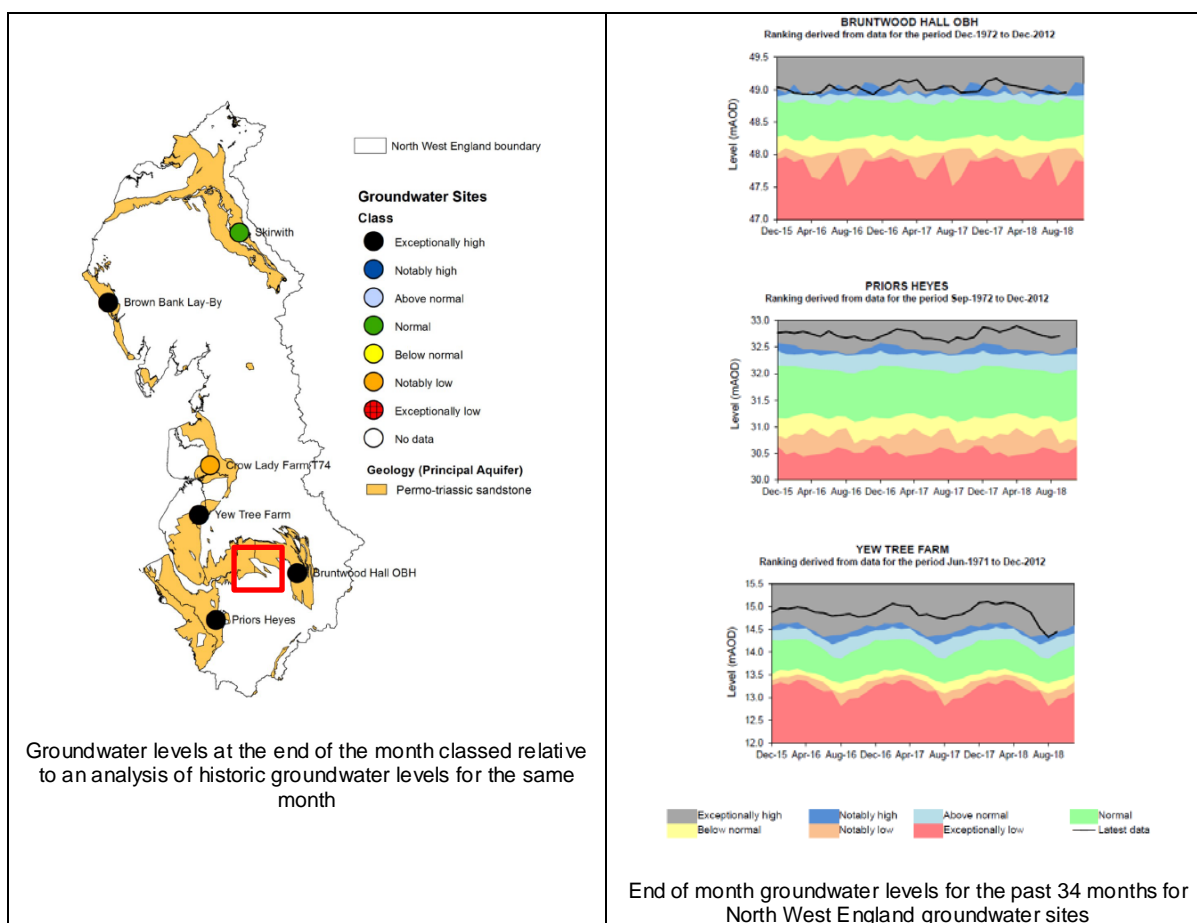 North West England boundary
Groundwater Sites
Class
Exceptionally high
Notably high
Above normal
Normal
Below normal
Notably low
Exceptionally low
No data
Geology (Principal Aquifer)
Permo-triassic sandstone
Skirwith
Brown Bank Lay-By
Crow Lady Farm T74
Yew Tree Farm
Bruntwood Hall OBH
Priors Heyes
Groundwater levels at the end of the month classed relative
to an analysis of historic groundwater levels for the same
month
BRUNTWOOD HALL OBH
Ranking derived from data for the period Dec-1972 to Dec-2012
Level (mAOD)
49.5
49.0
48.5
48.0
47.5
47.0
Dec-15 Apr-16 Aug-16 Dec-16 Apr-17 Aug-17 Dec-17 Apr-18 Aug-18
PRIORS HEYES
Ranking derived from data for the period Sep-1972 to Dec-2012
Level (mAOD)
33.0
32.5
32.0
31.5
31.0
30.5
30.0
Dec-15 Apr-16 Aug-16 Dec-16 Apr-17 Aug-17 Dec-17 Apr-18 Aug-18
YEW TREE FARM
Ranking derived from data for the period Jun-1971 to Dec-2012
Level (mAOD)
15.5
15.0
14.5
14.0
13.5
13.0
12.5
12.0
Dec-15 Apr-16 Aug-16 Dec-16 Apr-17 Aug-17 Dec-17 Apr-18 Aug-18
Exceptionally high Notably high Above normal Normal
Below normal Notably low Exceptionally low Latest data
End of month groundwater levels for the past 34 months for
North West England groundwater sites